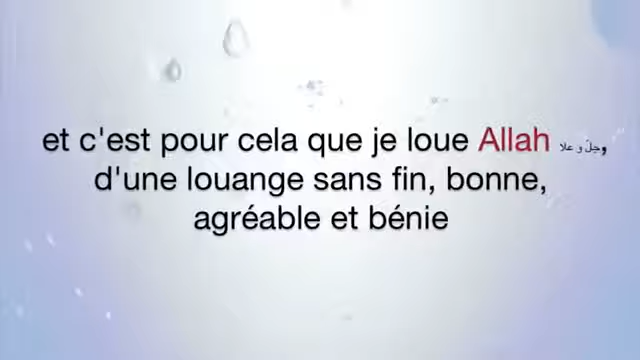 et c'est pour cela que je loue Allah جلّ و علا,
d'une louange sans fin, bonne,
agréable et bénie